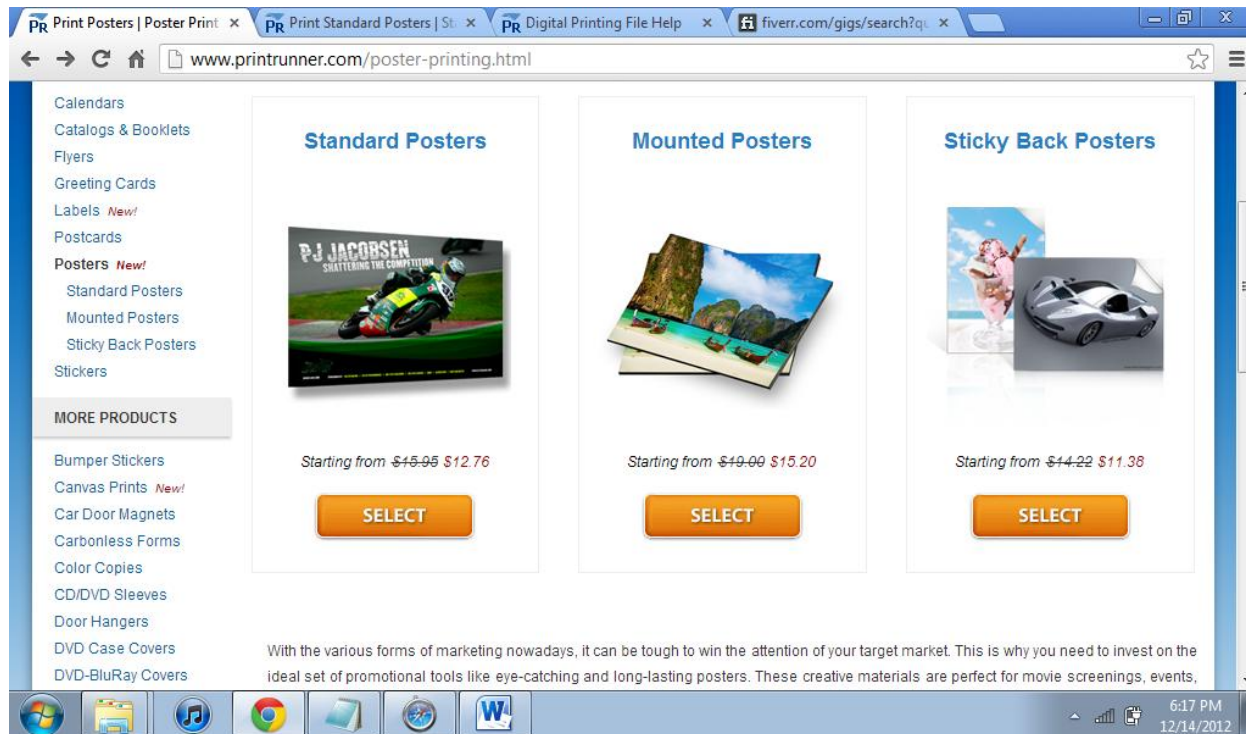 Print Posters | Poster Print
Print Standard Posters | St
Digital Printing File Help
fiverr.com/gigs/search?q
www.printrunner.com/poster-printing.html
Calendars
Catalogs & Booklets
Flyers
Greeting Cards
Labels New!
Postcards
Posters New!
Standard Posters
Mounted Posters
Sticky Back Posters
Stickers
MORE PRODUCTS
Bumper Stickers
Canvas Prints New!
Car Door Magnets
Carbonless Forms
Color Copies
CD/DVD Sleeves
Door Hangers
DVD Case Covers
DVD-BluRay Covers
Standard Posters
PJ JACOBSEN
SHATTERING THE COMPETITION
Starting from $15.95 $12.76
SELECT
Mounted Posters
Starting from $19.00 $15.20
SELECT
Sticky Back Posters
Starting from $14.22 $11.38
SELECT
With the various forms of marketing nowadays, it can be tough to win the attention of your target market. This is why you need to invest on the
ideal set of promotional tools like eye-catching and long-lasting posters. These creative materials are perfect for movie screenings, events,
6:17 PM
12/14/2012